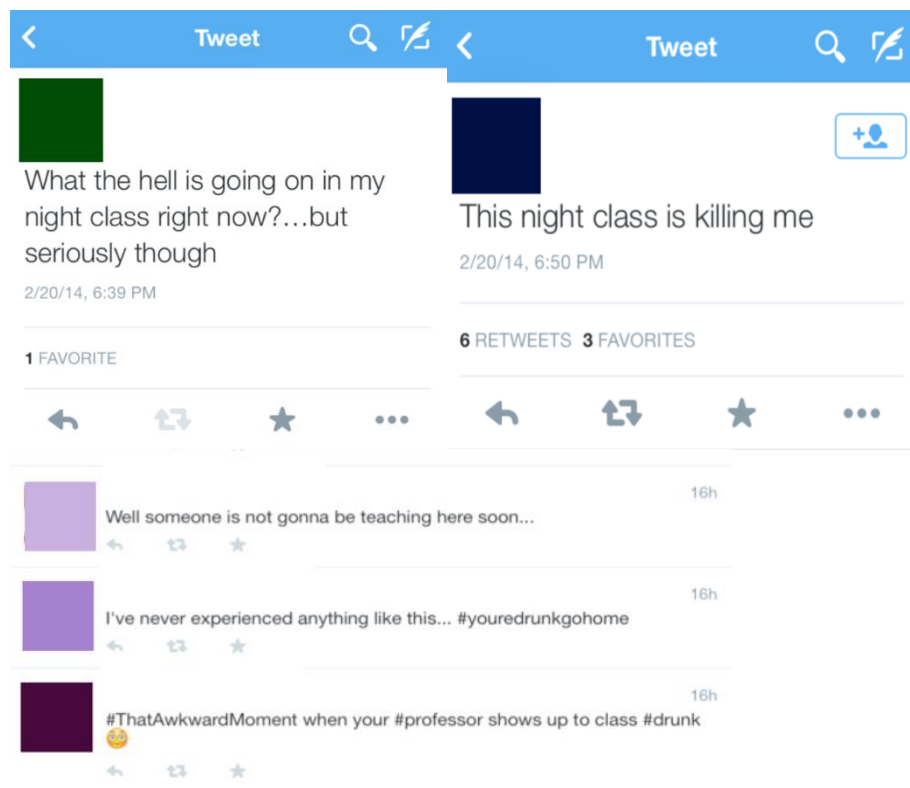 Tweet
What the hell is going on in my
night class right now?...but
seriously though
2/20/14, 6:39 PM
1 FAVORITE
Tweet
This night class is killing me
2/20/14, 6:50 PM
6 RETWEETS 3 FAVORITES
16h
Well someone is not gonna be teaching here soon...
16h
I've never experienced anything like this... #youredrunkgohome
16h
#ThatAwkwardMoment when your #professor shows up to class #drunk
😳